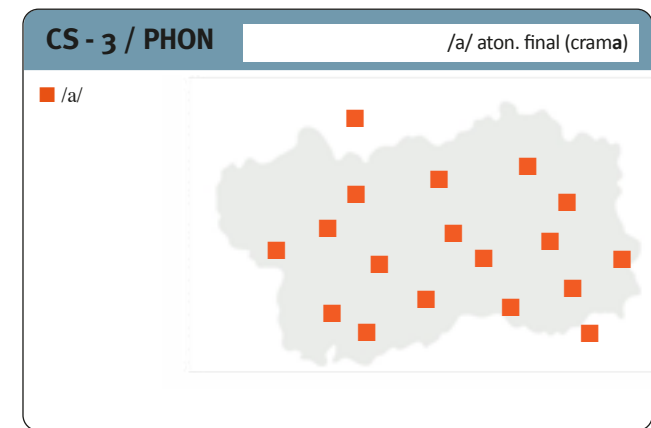 CS - 3 / PHON
/a/ aton. final (crama)
/a/